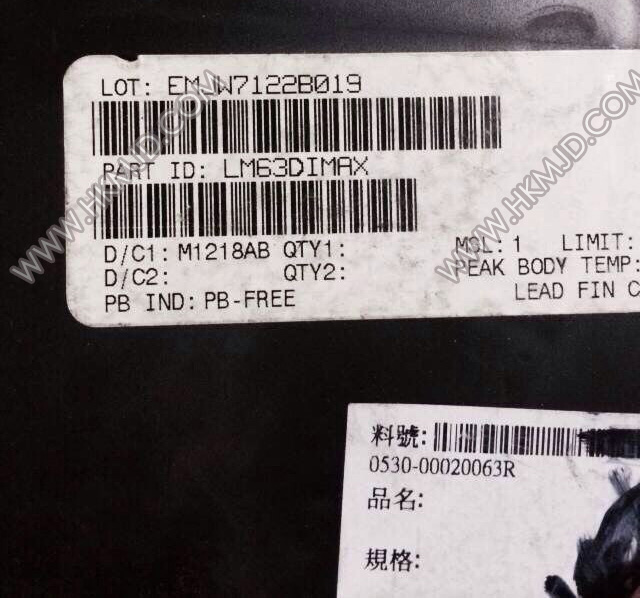 LOT: EMJW7122B019
PART ID: LM63DIMAX
D/C1: M1218AB QTY1: MSL: 1 LIMIT:
D/C2: QTY2: PEAK BODY TEMP:
PB IND: PB-FREE LEAD FIN C
WWW.HKMJD.COM
WWW.HKMJD.COM
料號:
0530-00020063R
品名:
規格: